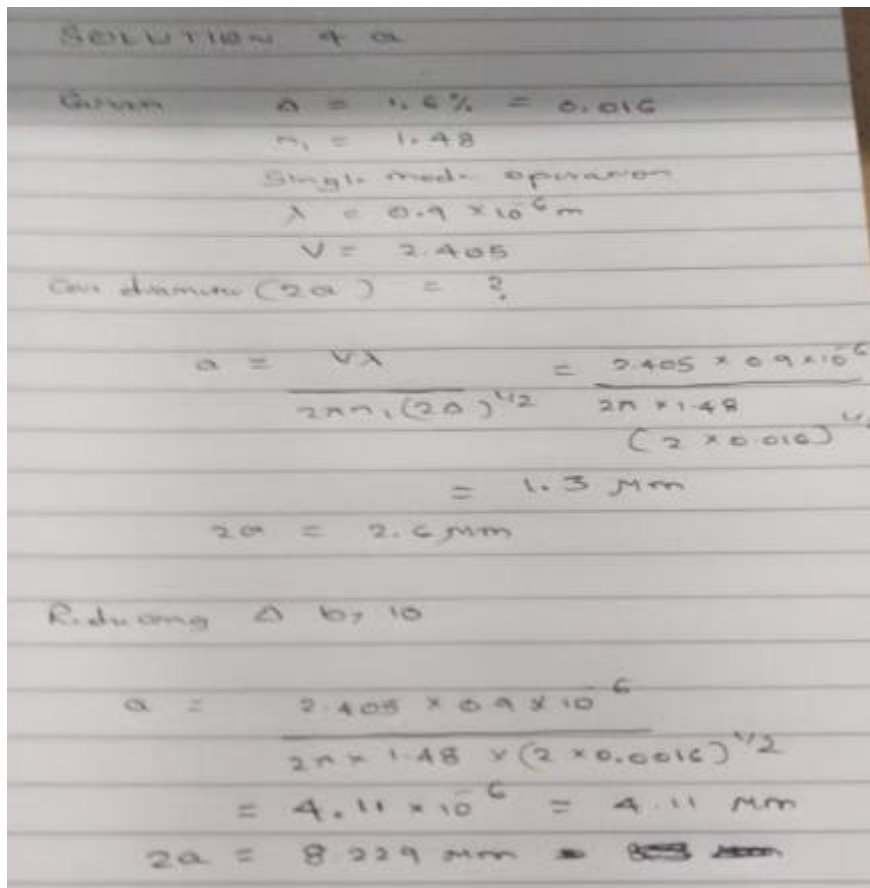 SOLUTION 4 a
Given Δ = 1.6% = 0.016
n₁ = 1.48
Single mode operation
λ = 0.9 × 10⁻⁶ m
V = 2.405
Core diameter (2a) = ?
a = Vλ / 2πn₁(2Δ)^1/2 = 2.405 × 0.9 × 10⁻⁶ / 2π × 1.48 (2 × 0.016)^1/2
= 1.3 μm
2a = 2.6 μm
Reducing Δ by 10
a = 2.405 × 0.9 × 10⁻⁶ / 2π × 1.48 × (2 × 0.0016)^1/2
= 4.11 × 10⁻⁶ = 4.11 μm
2a = 8.229 μm